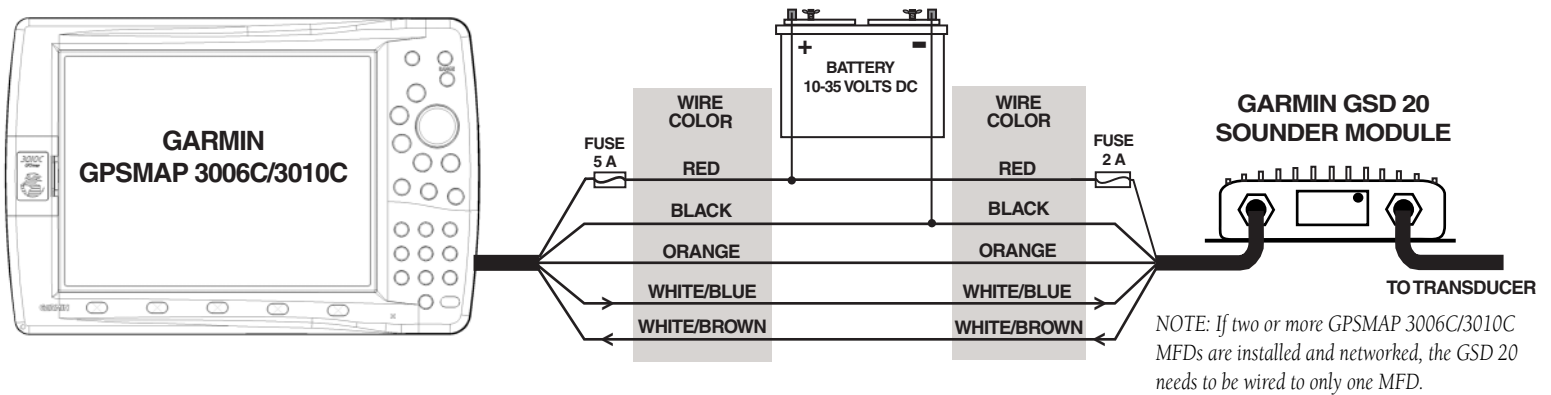 GARMIN
GPSMAP 3006C/3010C
3010C
GARMIN
FUSE
5 A
WIRE
COLOR
RED
BLACK
ORANGE
WHITE/BLUE
WHITE/BROWN
+ -
BATTERY
10-35 VOLTS DC
WIRE
COLOR
RED
BLACK
ORANGE
WHITE/BLUE
WHITE/BROWN
FUSE
2 A
GARMIN GSD 20
SOUNDER MODULE
TO TRANSDUCER
NOTE: If two or more GPSMAP 3006C/3010C
MFDs are installed and networked, the GSD 20
needs to be wired to only one MFD.